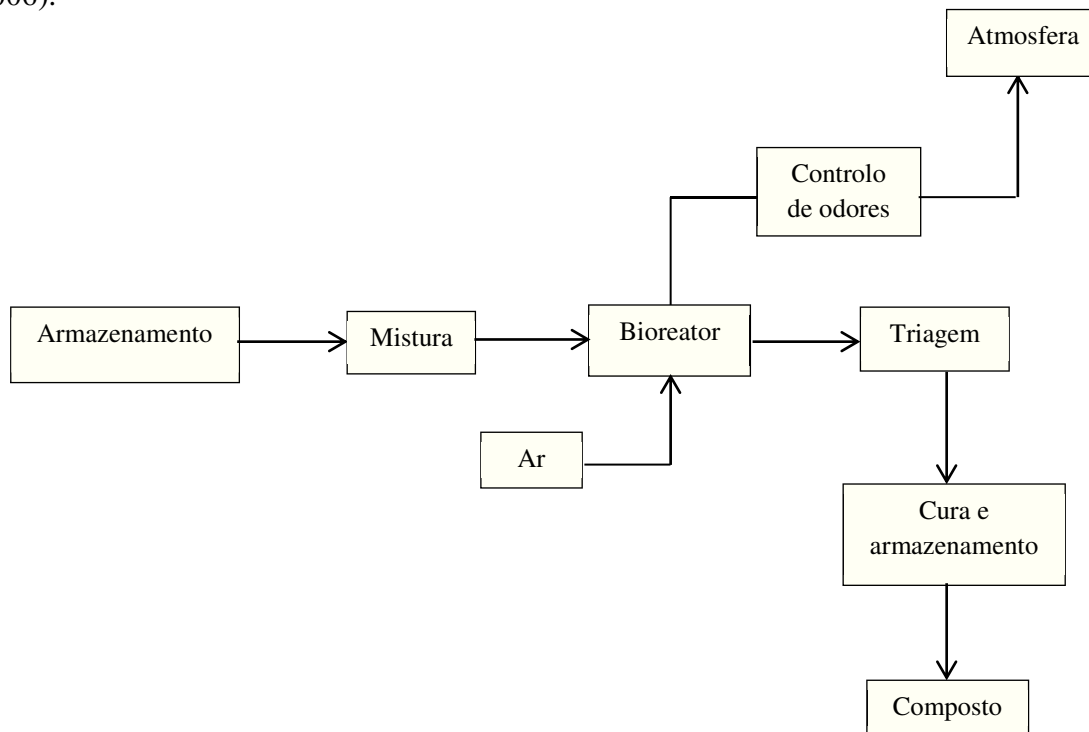 Atmosfera
Controlo
de odores
Armazenamento
Mistura
Bioreator
Triagem
Ar
Cura e
armazenamento
Composto